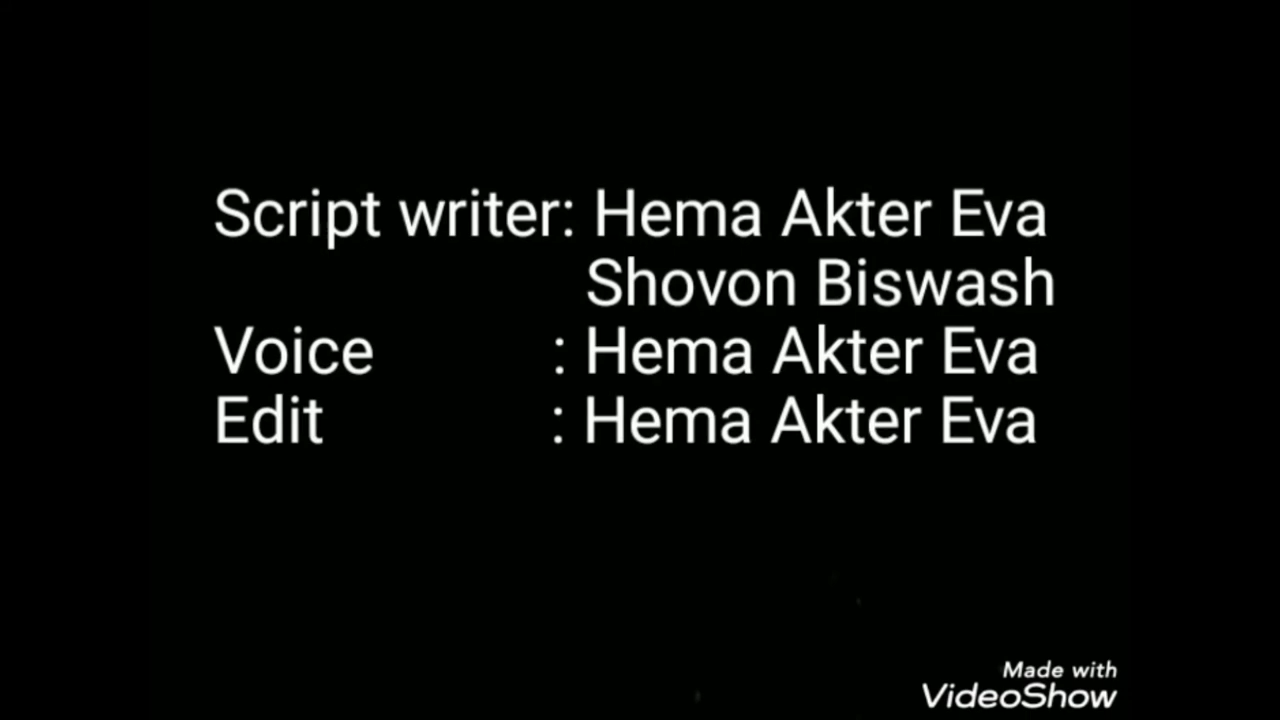 Script writer: Hema Akter Eva
Shovon Biswash
Voice : Hema Akter Eva
Edit : Hema Akter Eva
Made with
VideoShow